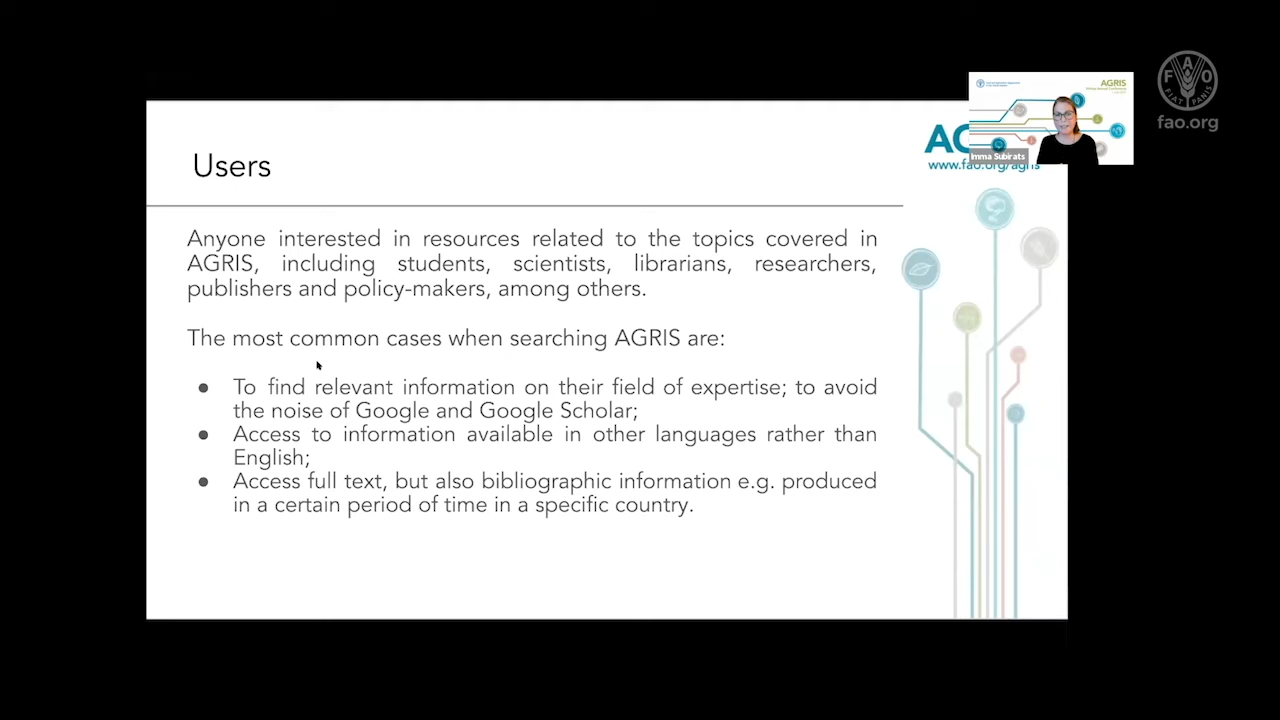 Users
Anyone interested in resources related to the topics covered in
AGRIS, including students, scientists, librarians, researchers,
publishers and policy-makers, among others.
The most common cases when searching AGRIS are:
● To find relevant information on their field of expertise; to avoid
the noise of Google and Google Scholar;
● Access to information available in other languages rather than
English;
● Access full text, but also bibliographic information e.g. produced
in a certain period of time in a specific country.
www.fao.org/agris
AGRIS
Imma Subirats
FAO
FIAT PANIS
fao.org